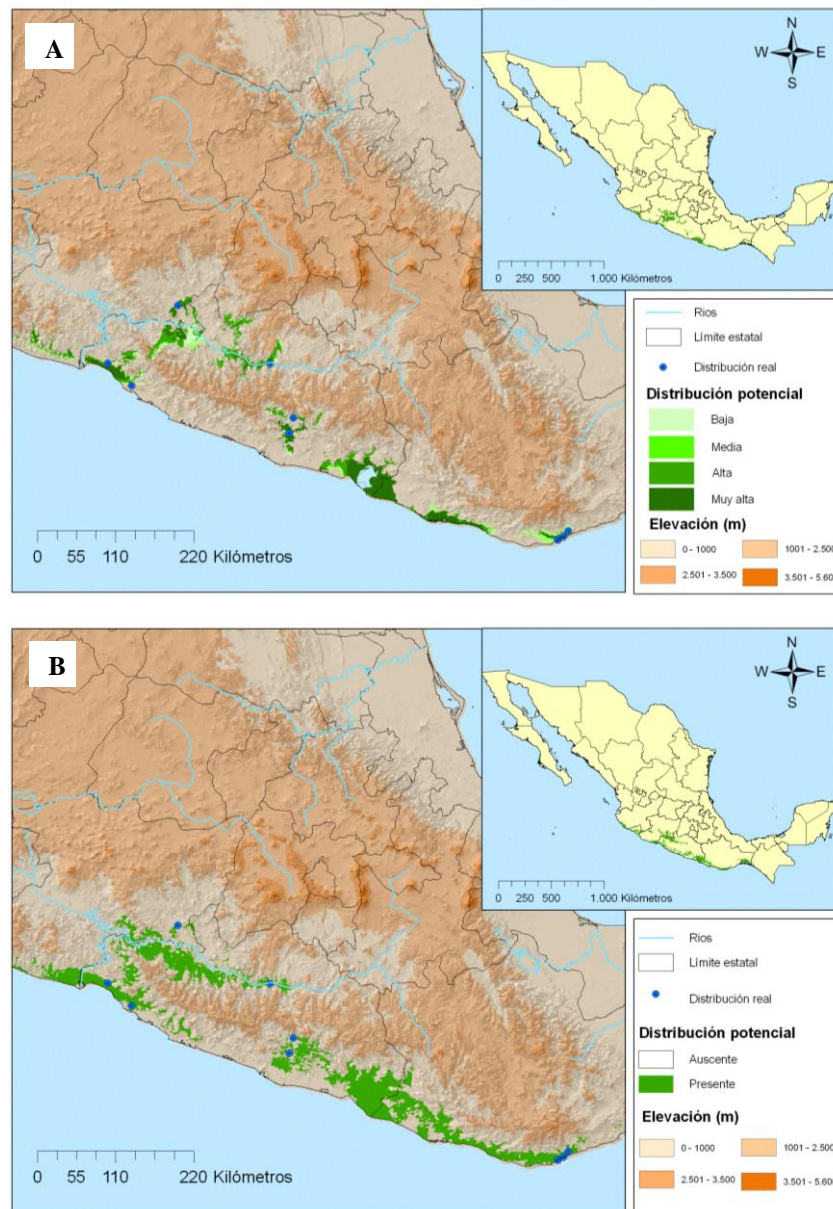 A
N
W E
S
0 250 500 1.000 Kilómetros
Rios
Límite estatal
Distribución real
Distribución potencial
Baja
Media
Alta
Muy alta
Elevación (m)
0 - 1000 1001 - 2.500
2.501 - 3.500 3.501 - 5.60
0 55 110 220 Kilómetros
B
N
W E
S
0 250 500 1.000 Kilómetros
Rios
Límite estatal
Distribución real
Distribución potencial
Auscente
Presente
Elevación (m)
0 - 1000 1001 - 2.500
2.501 - 3.500 3.501 - 5.60
0 55 110 220 Kilómetros